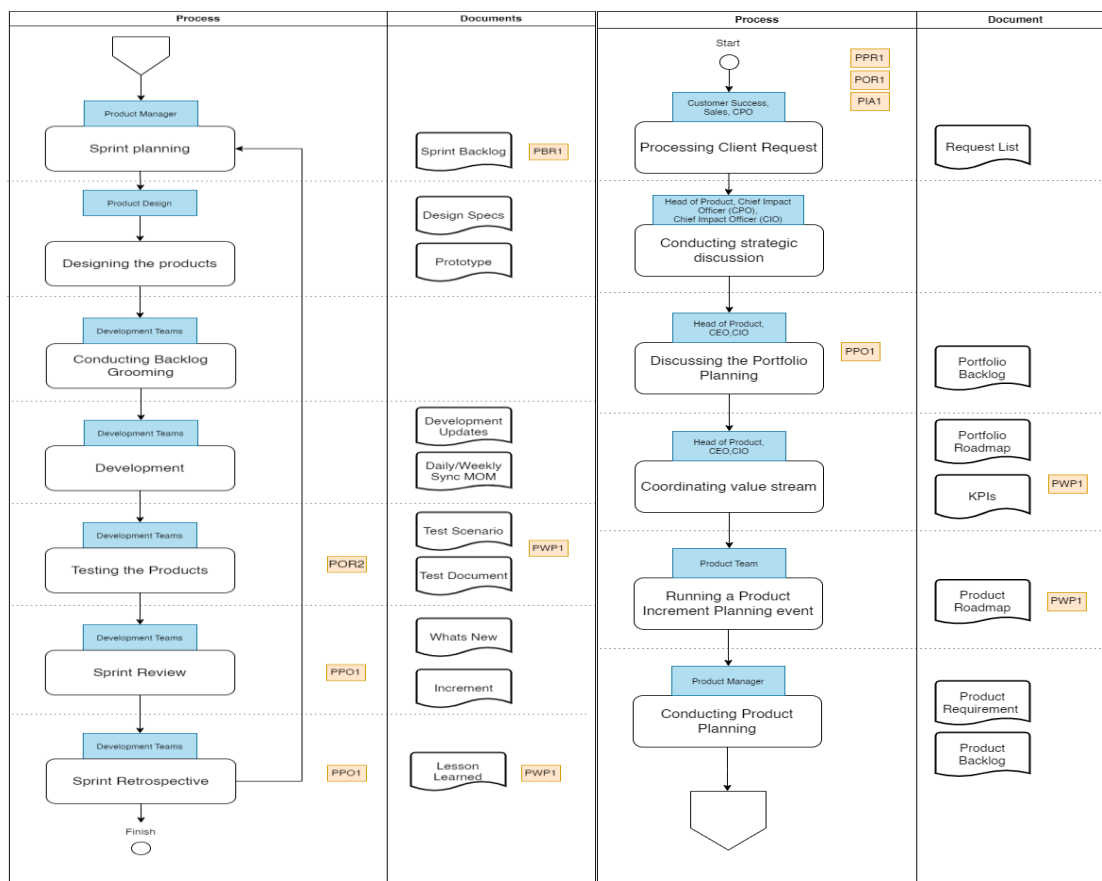 Process
Documents
Product Manager
Sprint planning
Sprint Backlog
PBR1
Product Design
Designing the products
Design Specs
Prototype
Development Teams
Conducting Backlog
Grooming
Development Teams
Development
Development
Updates
Daily/Weekly
Sync MOM
Development Teams
Testing the Products
POR2
Test Scenario
PWP1
Test Document
Development Teams
Sprint Review
PPO1
Whats New
Increment
Development Teams
Sprint Retrospective
PPO1
Lesson
Learned
PWP1
Finish
Process
Document
Start
PPR1
POR1
PIA1
Customer Success,
Sales, CPO
Processing Client Request
Request List
Head of Product, Chief Impact
Officer (CPO),
Chief Impact Officer (CIO)
Conducting strategic
discussion
Head of Product,
CEO,CIO
Discussing the Portfolio
Planning
PPO1
Portfolio
Backlog
Head of Product,
CEO,CIO
Coordinating value stream
Portfolio
Roadmap
KPIs
PWP1
Product Team
Running a Product
Increment Planning event
Product
Roadmap
PWP1
Product Manager
Conducting Product
Planning
Product
Requirement
Product
Backlog